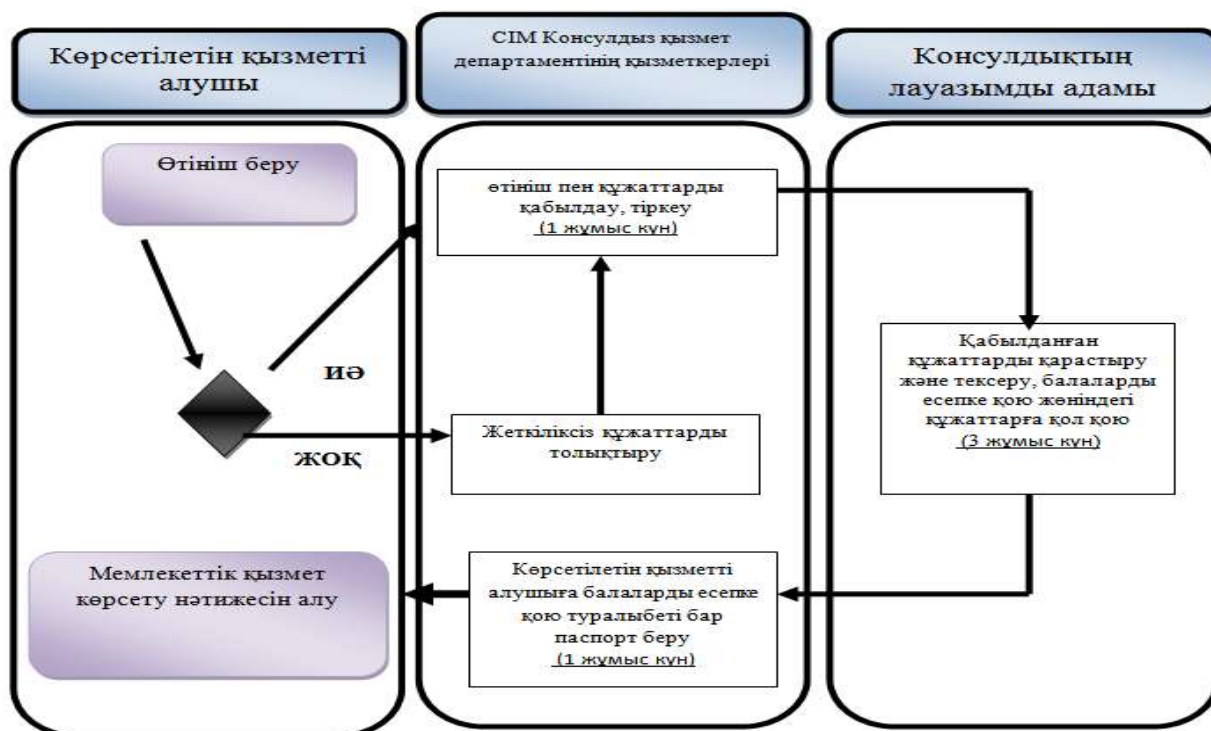 Көрсетілетін қызметті
алушы
СІМ Консулдыз қызмет
департаментінің қызметкерлері
Консулдықтың
лауазымды адамы
Өтініш беру
өтініш пен құжаттарды
қабылдау, тіркеу
(1 жұмыс күн)
Қабылданған
құжаттарды қарастыру
және тексеру, балаларды
есепке қою жөніндегі
құжаттарға қол қою
(3 жұмыс күн)
ИӘ
Жеткіліксіз құжаттарды
толықтыру
ЖОҚ
Мемлекеттік қызмет
көрсету нәтижесін алу
Көрсетілетін қызметті
алушыға балаларды есепке
қою туралыбеті бар
паспорт беру
(1 жұмыс күн)